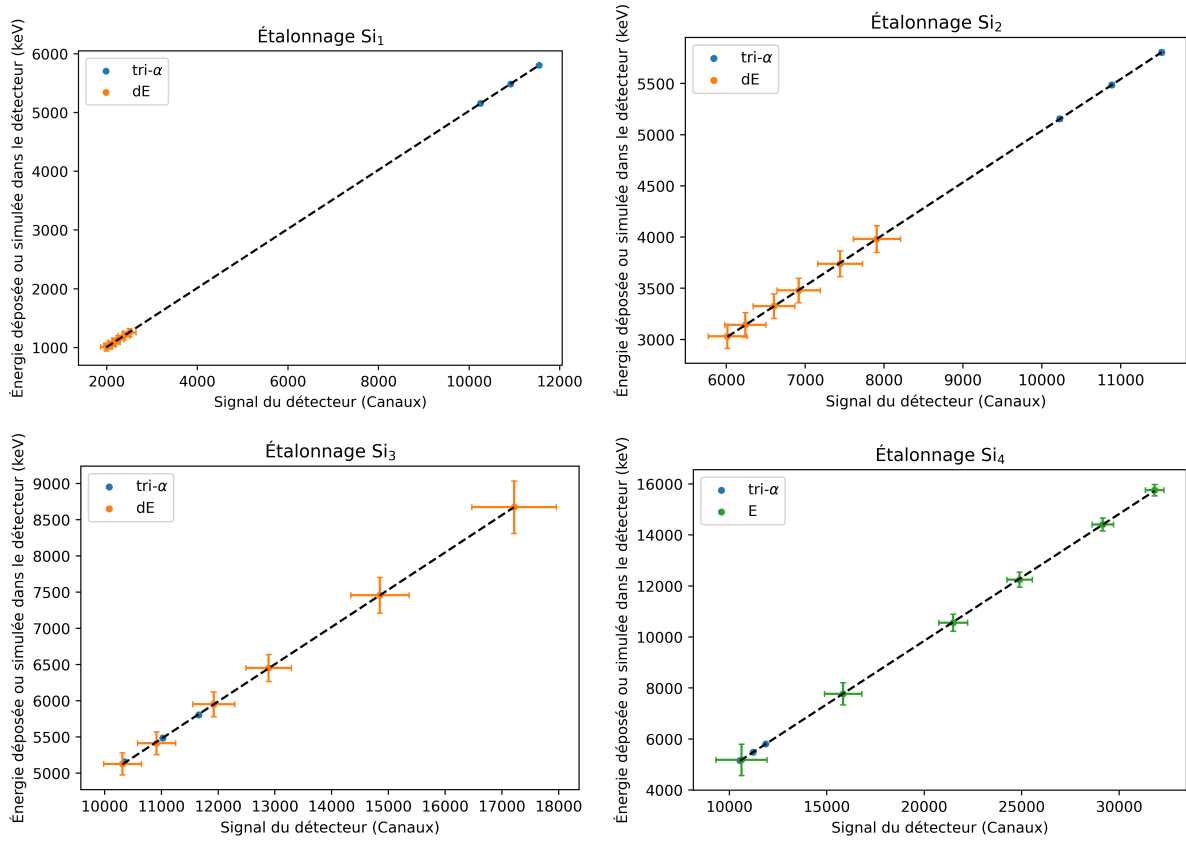 Étalonnage Si₁
Énergie déposée ou simulée dans le détecteur (keV)
6000
5000
4000
3000
2000
1000
tri-α
dE
2000 4000 6000 8000 10000 12000
Signal du détecteur (Canaux)
Étalonnage Si₂
Énergie déposée ou simulée dans le détecteur (keV)
5500
5000
4500
4000
3500
3000
tri-α
dE
6000 7000 8000 9000 10000 11000
Signal du détecteur (Canaux)
Étalonnage Si₃
Énergie déposée ou simulée dans le détecteur (keV)
9000
8500
8000
7500
7000
6500
6000
5500
5000
tri-α
dE
10000 11000 12000 13000 14000 15000 16000 17000 18000
Signal du détecteur (Canaux)
Étalonnage Si₄
Énergie déposée ou simulée dans le détecteur (keV)
16000
14000
12000
10000
8000
6000
4000
tri-α
E
10000 15000 20000 25000 30000
Signal du détecteur (Canaux)